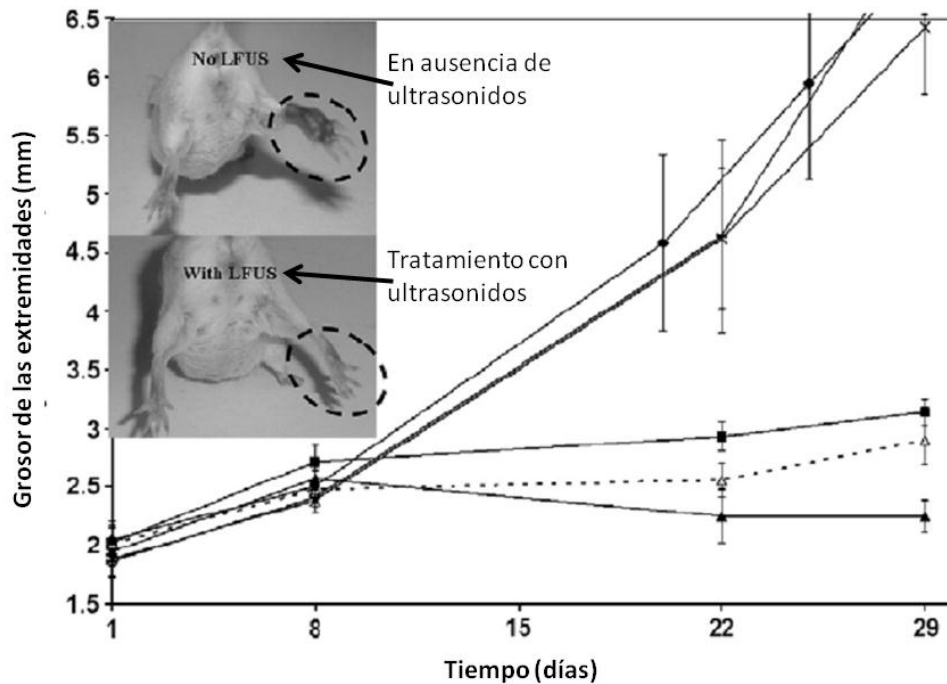 6.5
6
5.5
5
4.5
4
3.5
3
2.5
2
1.5
Grosor de las extremidades (mm)
No LFUS
En ausencia de
ultrasonidos
With LFUS
Tratamiento con
ultrasonidos
1
8
15
22
29
Tiempo (días)